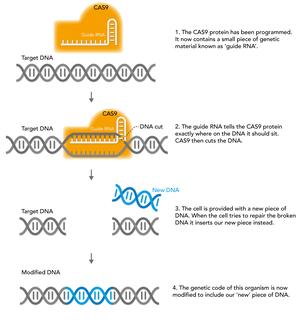 CAS9
Guide RNA
Target DNA
1. The CAS9 protein has been programmed.
It now contains a small piece of genetic
material known as ‘guide RNA’.
CAS9
Target DNA
Guide RNA
DNA cut
2. The guide RNA tells the CAS9 protein
exactly where on the DNA it should sit.
CAS9 then cuts the DNA.
New DNA
Target DNA
3. The cell is provided with a new piece of
DNA. When the cell tries to repair the broken
DNA it inserts our new piece instead.
Modified DNA
4. The genetic code of this organism is now
modified to include our ‘new’ piece of DNA.